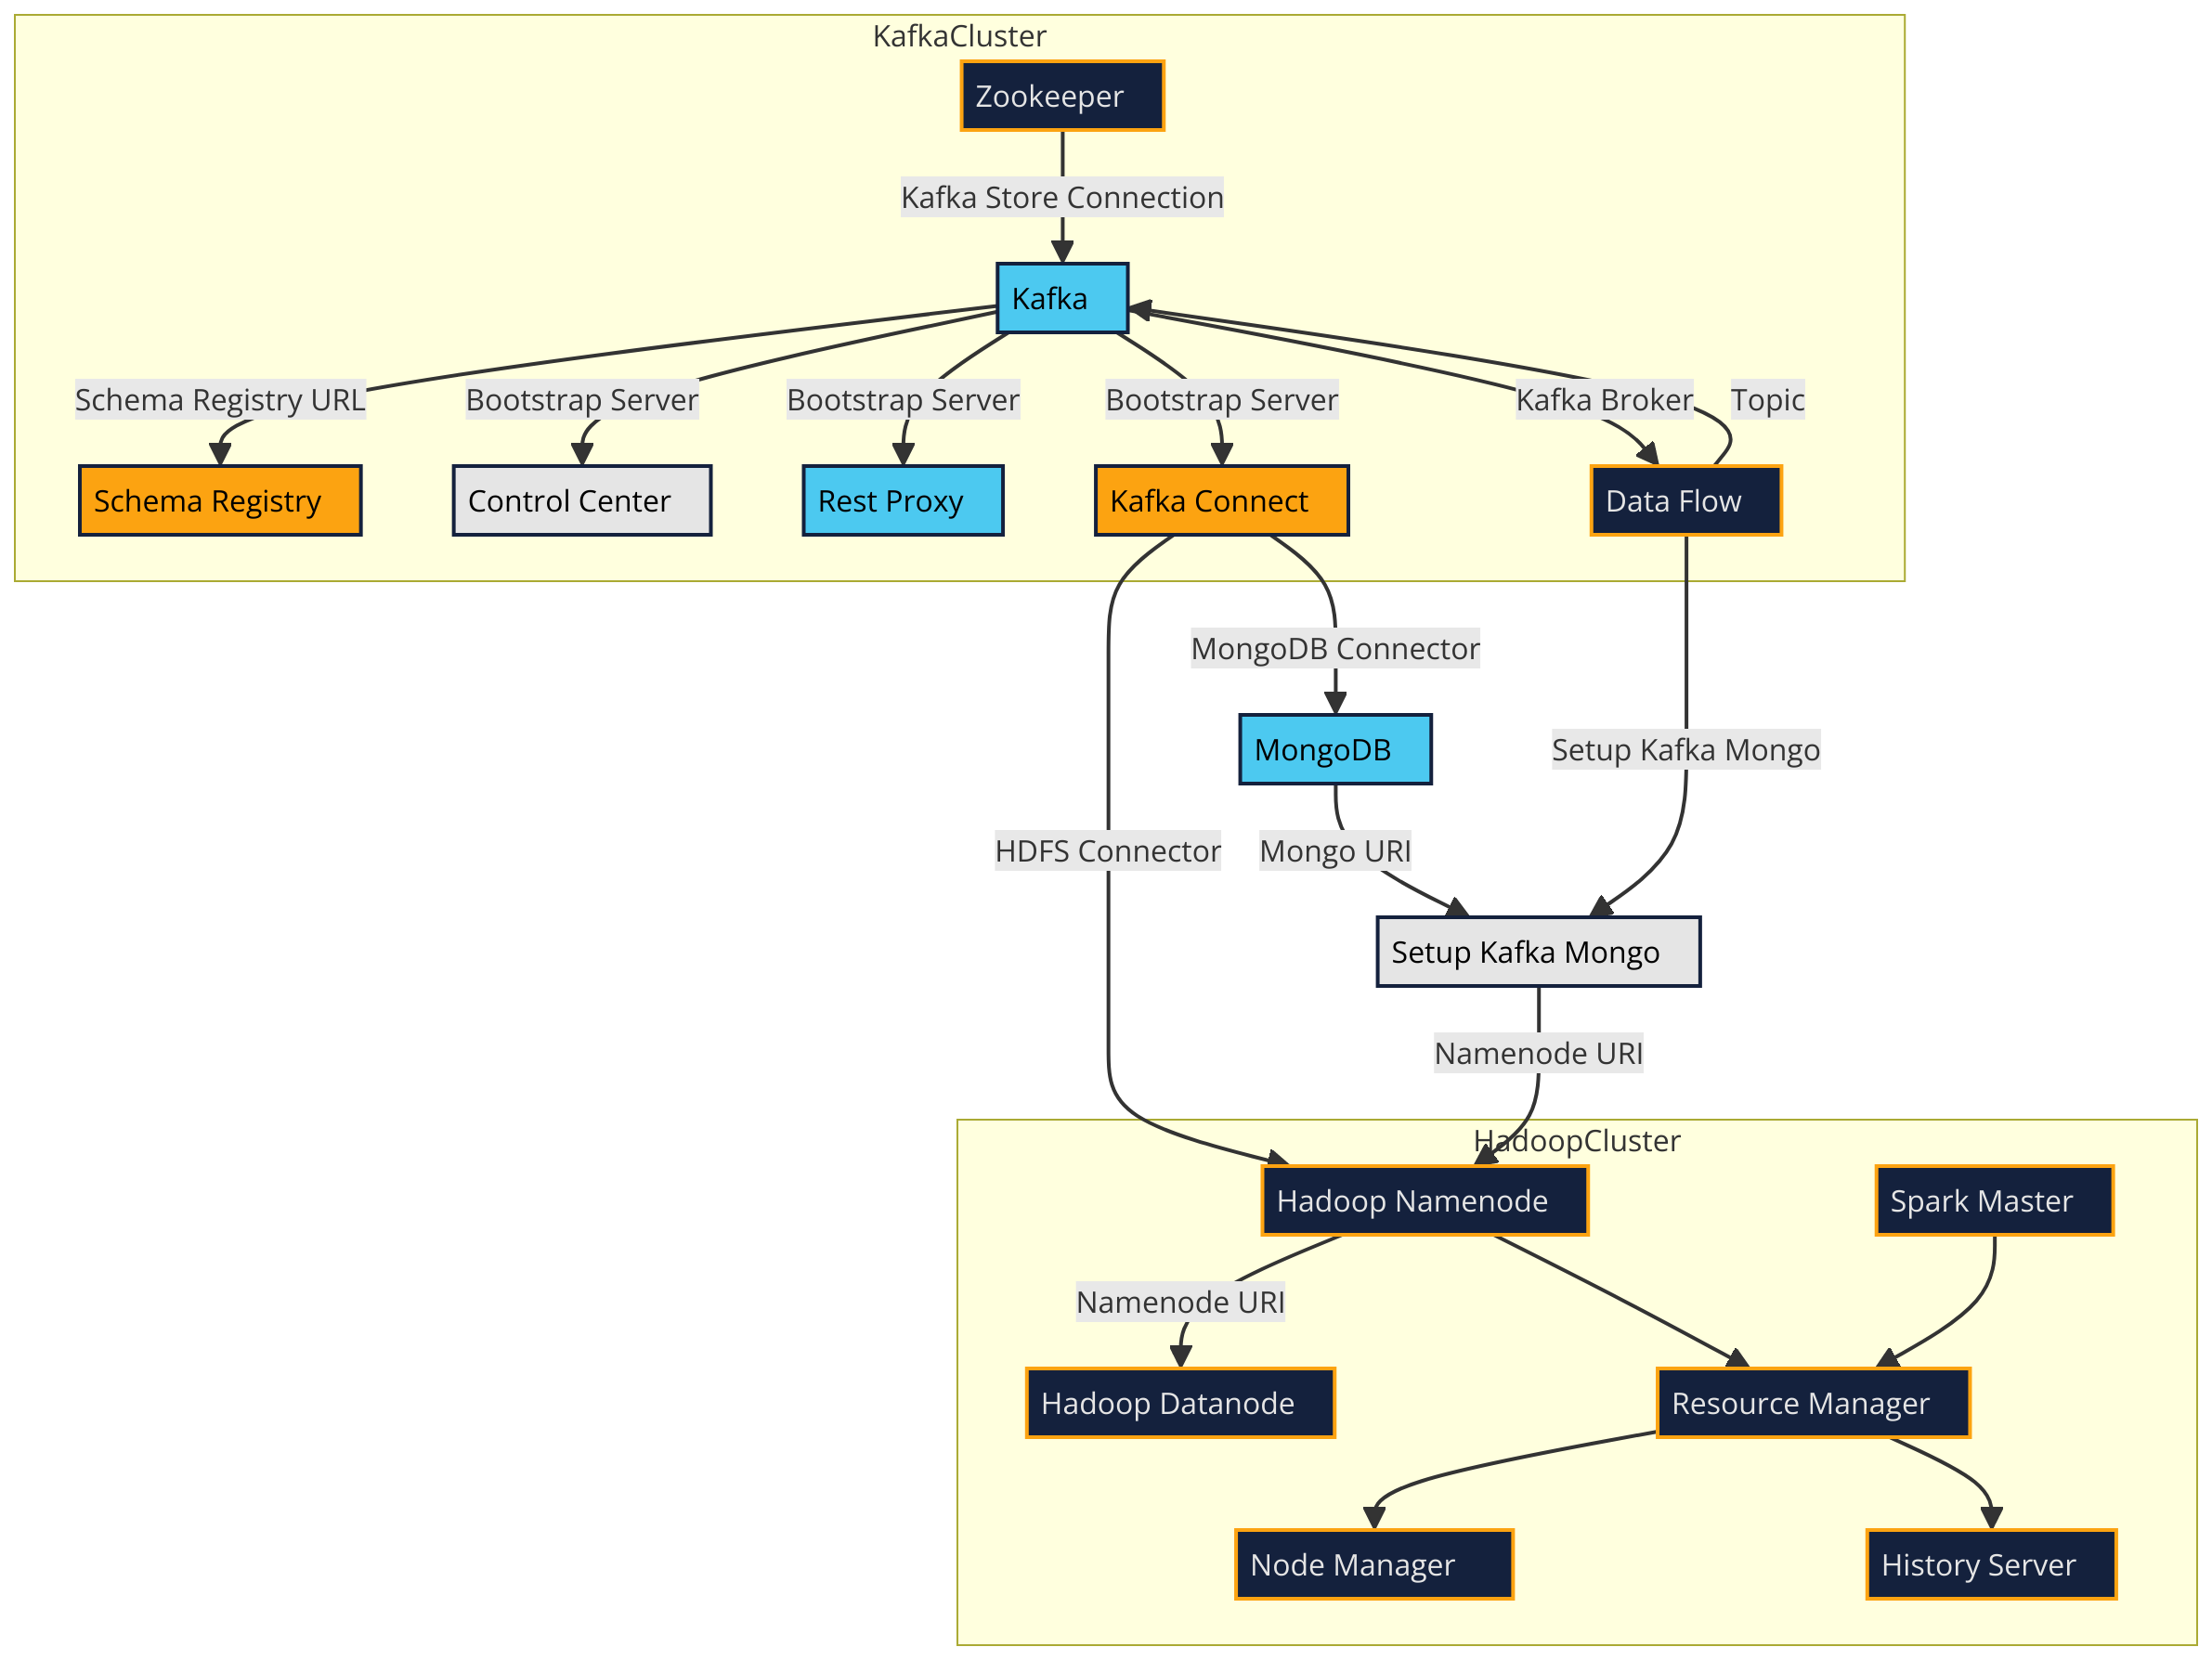 KafkaCluster
Zookeeper
Kafka Store Connection
Kafka
Schema Registry URL
Bootstrap Server
Bootstrap Server
Bootstrap Server
Kafka Broker
Topic
Schema Registry
Control Center
Rest Proxy
Kafka Connect
Data Flow
MongoDB Connector
MongoDB
Setup Kafka Mongo
HDFS Connector
Mongo URI
Setup Kafka Mongo
Namenode URI
HadoopCluster
Hadoop Namenode
Spark Master
Namenode URI
Hadoop Datanode
Resource Manager
Node Manager
History Server